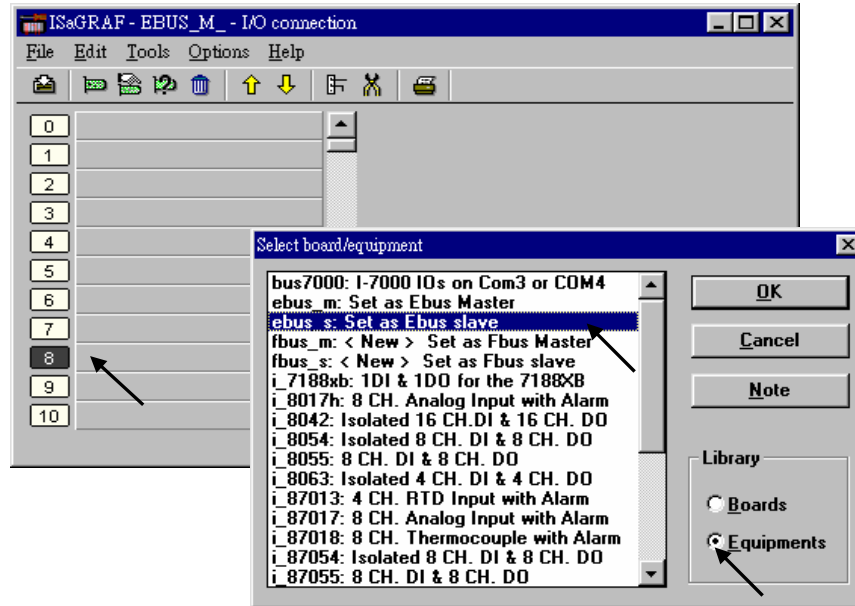 ISaGRAF - EBUS_M_ - I/O connection
File Edit Tools Options Help
0
1
2
3
4
5
6
7
8
9
10
Select board/equipment
bus7000: I-7000 IOs on Com3 or COM4
ebus_m: Set as Ebus Master
ebus_s: Set as Ebus slave
fbus_m: < New > Set as Fbus Master
fbus_s: < New > Set as Fbus slave
i_7188xb: 1DI & 1DO for the 7188XB
i_8017h: 8 CH. Analog Input with Alarm
i_8042: Isolated 16 CH.DI & 16 CH. DO
i_8054: Isolated 8 CH. DI & 8 CH. DO
i_8055: 8 CH. DI & 8 CH. DO
i_8063: Isolated 4 CH. DI & 4 CH. DO
i_87013: 4 CH. RTD Input with Alarm
i_87017: 8 CH. Analog Input with Alarm
i_87018: 8 CH. Thermocouple with Alarm
i_87054: Isolated 8 CH. DI & 8 CH. DO
i_87055: 8 CH. DI & 8 CH. DO
OK
Cancel
Note
Library
Boards
Equipments